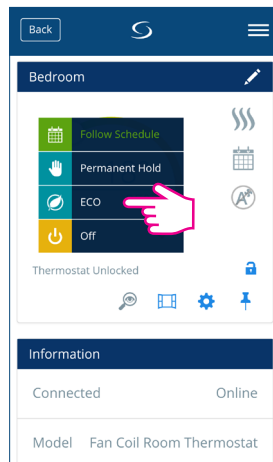 Back
Bedroom
Follow Schedule
Permanent Hold
ECO
Off
Thermostat Unlocked
Information
Connected Online
Model Fan Coil Room Thermostat